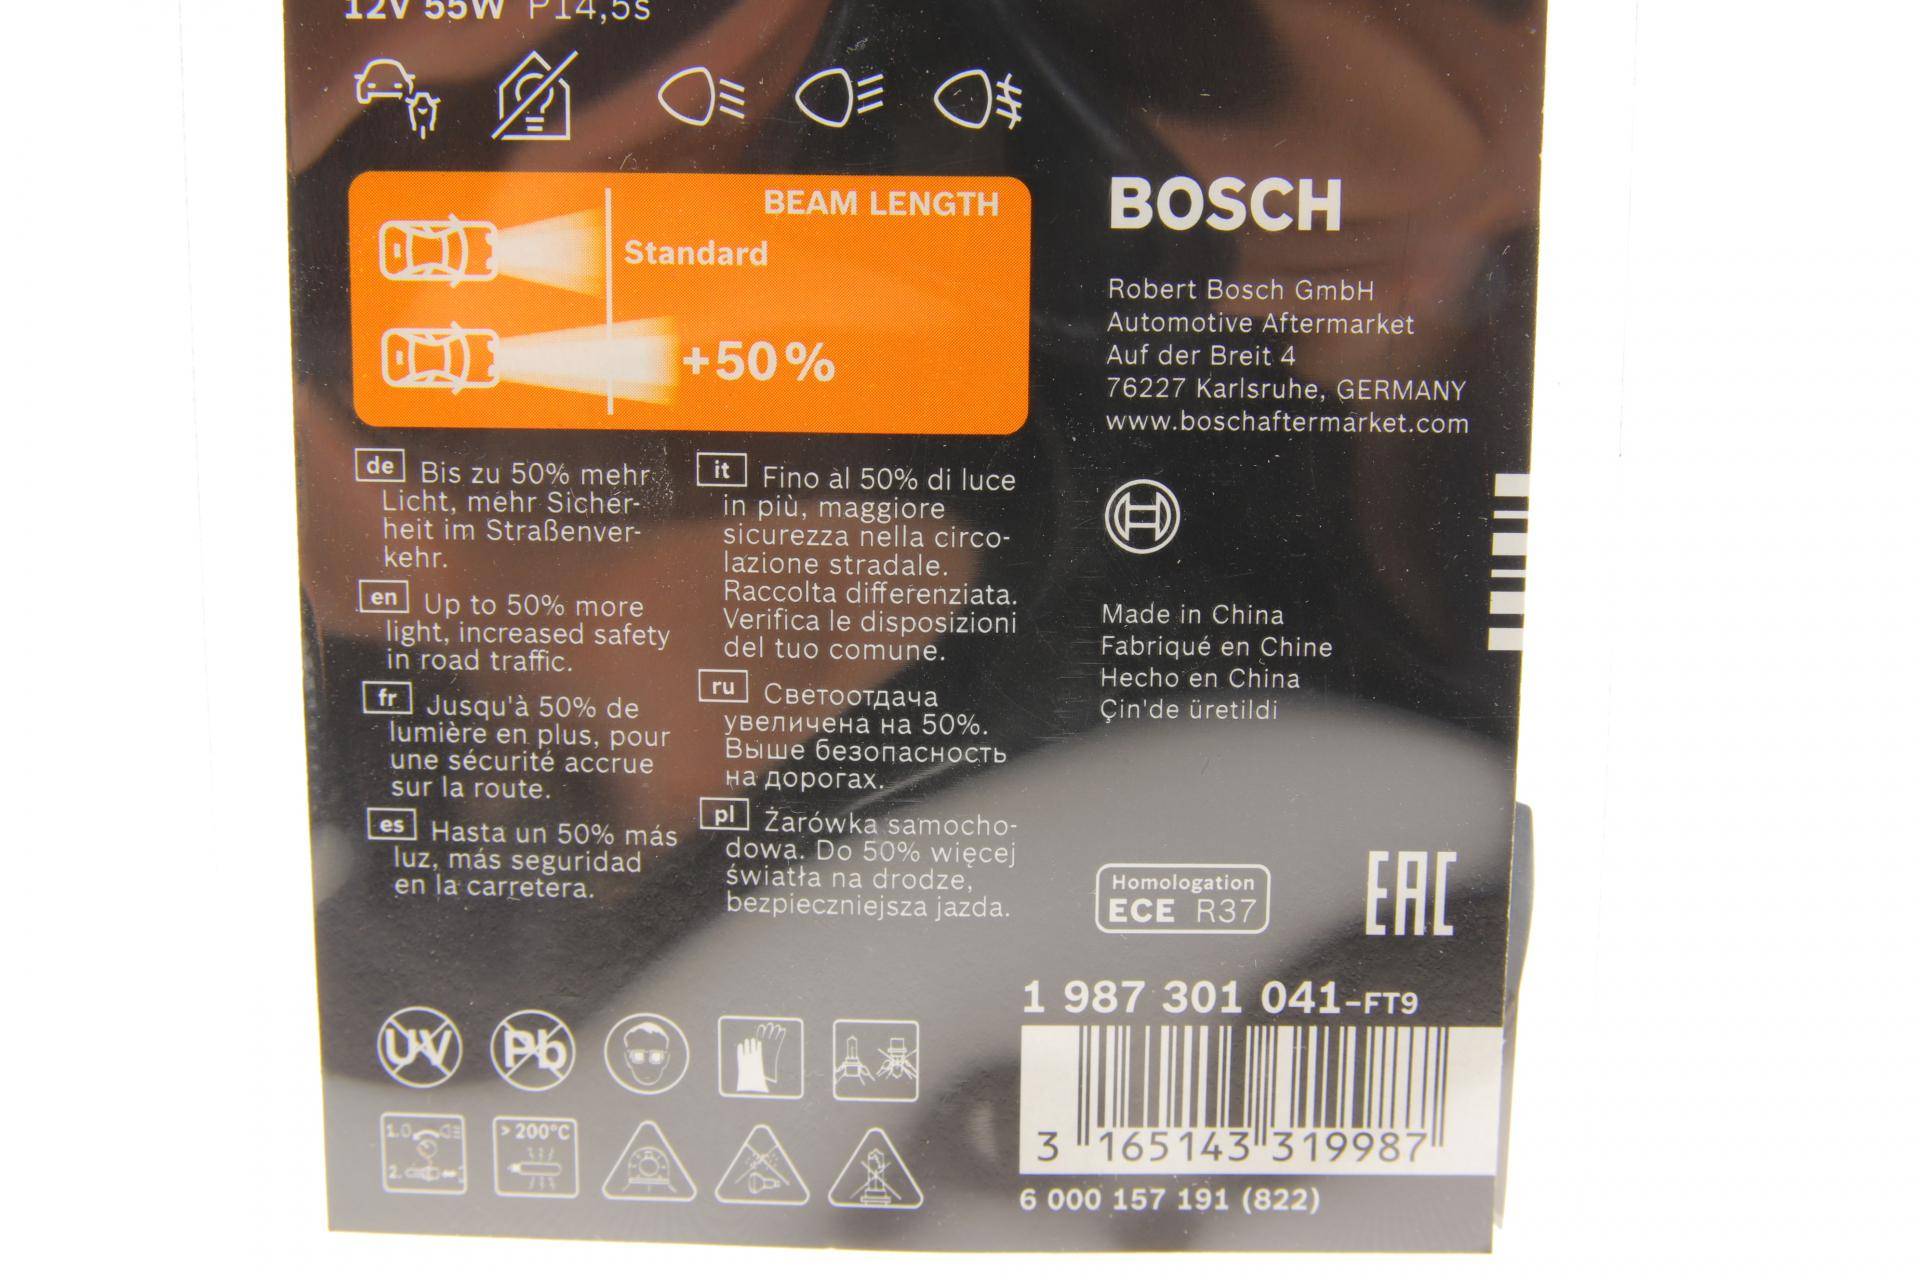 12V 55W P14,5s
BEAM LENGTH
Standard
+50%
de Bis zu 50% mehr
Licht, mehr Sicher-
heit im Straßenver-
kehr.
en Up to 50% more
light, increased safety
in road traffic.
fr Jusqu'à 50% de
lumière en plus, pour
une sécurité accrue
sur la route.
es Hasta un 50% más
luz, más seguridad
en la carretera.
it Fino al 50% di luce
in più, maggiore
sicurezza nella circo-
lazione stradale.
Raccolta differenziata.
Verifica le disposizioni
del tuo comune.
ru Светоотдача
увеличена на 50%.
Выше безопасность
на дорогах.
pl Żarówka samocho-
dowa. Do 50% więcej
światła na drodze,
bezpieczniejsza jazda.
BOSCH
Robert Bosch GmbH
Automotive Aftermarket
Auf der Breit 4
76227 Karlsruhe, GERMANY
www.boschaftermarket.com
Made in China
Fabriqué en Chine
Hecho en China
Çin'de üretildi
Homologation
ECE R37
EAC
UV
Pb
1.0
2.
> 200°C
1 987 301 041-FT9
3 165143 319987
6 000 157 191 (822)